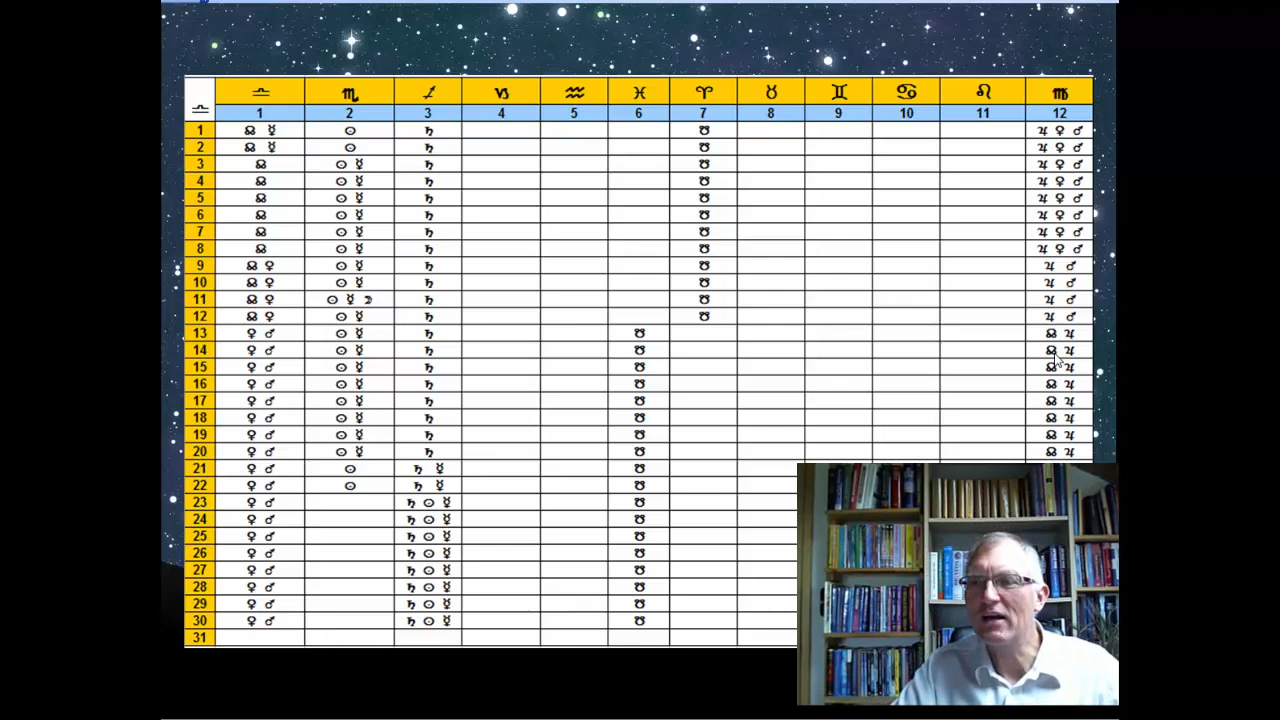 ♎ ♎ ♏ ♐ ♑ ♒ ♓ ♈ ♉ ♊ ♋ ♌ ♍
1 2 3 4 5 6 7 8 9 10 11 12
1 ☊ ☿ ☉ ♄ ☋ ♃ ♀ ♂
2 ☊ ☿ ☉ ♄ ☋ ♃ ♀ ♂
3 ☊ ☉ ☿ ♄ ☋ ♃ ♀ ♂
4 ☊ ☉ ☿ ♄ ☋ ♃ ♀ ♂
5 ☊ ☉ ☿ ♄ ☋ ♃ ♀ ♂
6 ☊ ☉ ☿ ♄ ☋ ♃ ♀ ♂
7 ☊ ☉ ☿ ♄ ☋ ♃ ♀ ♂
8 ☊ ☉ ☿ ♄ ☋ ♃ ♀ ♂
9 ☊ ♀ ☉ ☿ ♄ ☋ ♃ ♂
10 ☊ ♀ ☉ ☿ ♄ ☋ ♃ ♂
11 ☊ ♀ ☉ ☿ ☽ ♄ ☋ ♃ ♂
12 ☊ ♀ ☉ ☿ ♄ ☋ ♃ ♂
13 ♀ ♂ ☉ ☿ ♄ ☋ ☊ ♃
14 ♀ ♂ ☉ ☿ ♄ ☋ ☊ ♃
15 ♀ ♂ ☉ ☿ ♄ ☋ ☊ ♃
16 ♀ ♂ ☉ ☿ ♄ ☋ ☊ ♃
17 ♀ ♂ ☉ ☿ ♄ ☋ ☊ ♃
18 ♀ ♂ ☉ ☿ ♄ ☋ ☊ ♃
19 ♀ ♂ ☉ ☿ ♄ ☋ ☊ ♃
20 ♀ ♂ ☉ ☿ ♄ ☋ ☊ ♃
21 ♀ ♂ ☉ ♄ ☿ ☋
22 ♀ ♂ ☉ ♄ ☿ ☋
23 ♀ ♂ ♄ ☉ ☿ ☋
24 ♀ ♂ ♄ ☉ ☿ ☋
25 ♀ ♂ ♄ ☉ ☿ ☋
26 ♀ ♂ ♄ ☉ ☿ ☋
27 ♀ ♂ ♄ ☉ ☿ ☋
28 ♀ ♂ ♄ ☉ ☿ ☋
29 ♀ ♂ ♄ ☉ ☿ ☋
30 ♀ ♂ ♄ ☉ ☿ ☋
31